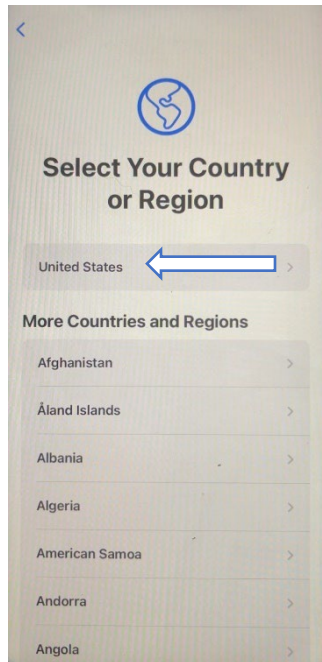 Select Your Country
or Region
United States
More Countries and Regions
Afghanistan
Åland Islands
Albania
Algeria
American Samoa
Andorra
Angola